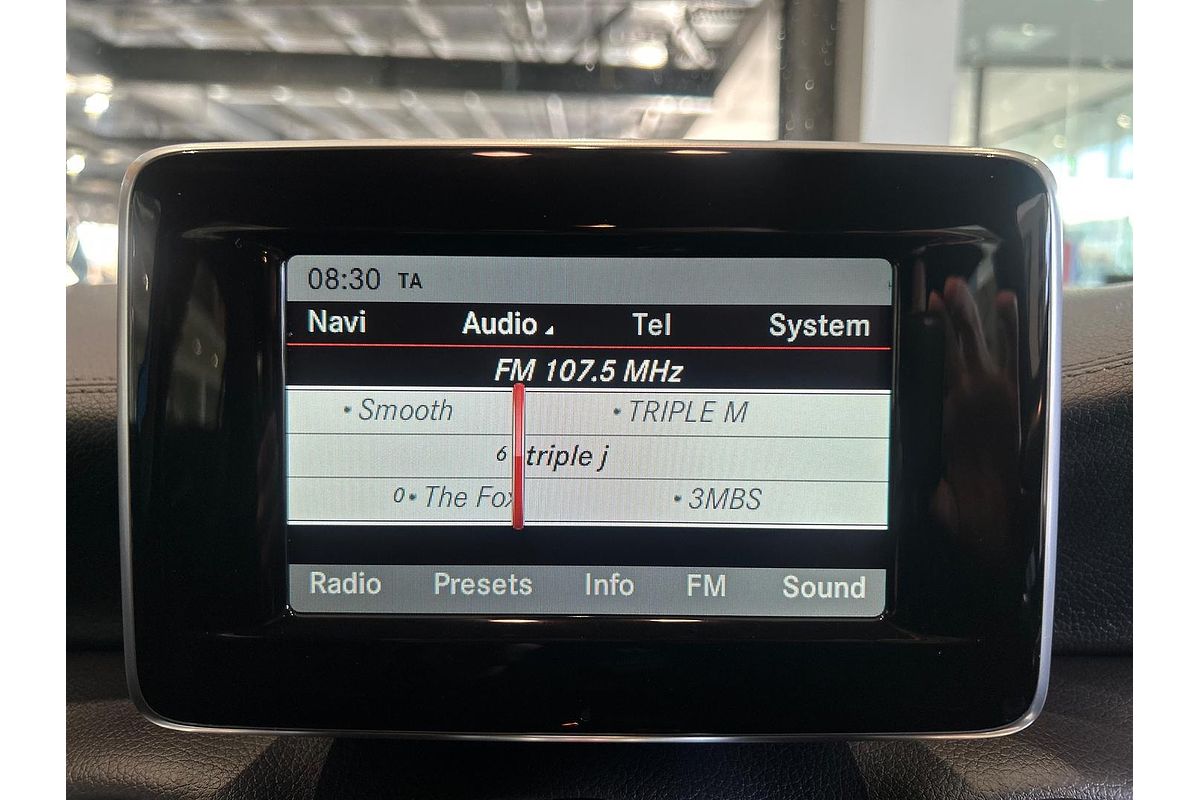 08:30 TA
Navi Audio Tel System
FM 107.5 MHz
• Smooth • TRIPLE M
6 triple j
0• The Fox • 3MBS
Radio Presets Info FM Sound